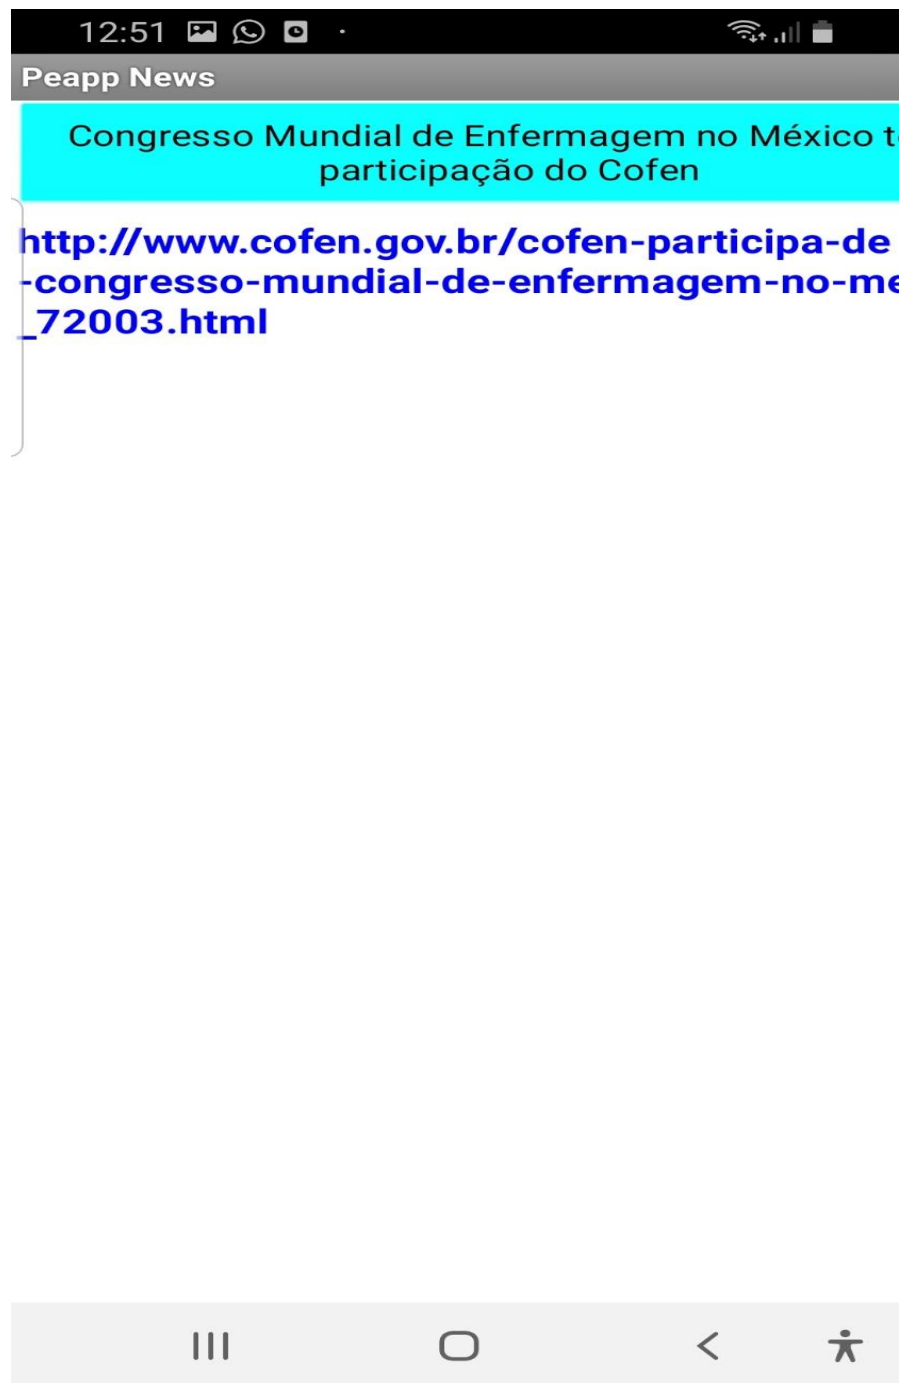 12:51
Peapp News
Congresso Mundial de Enfermagem no México
participação do Cofen
http://www.cofen.gov.br/cofen-participa-de
-congresso-mundial-de-enfermagem-no-me
_72003.html